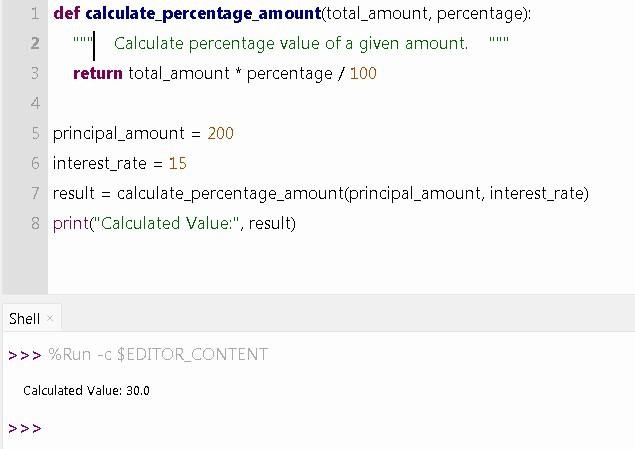 1 def calculate_percentage_amount(total_amount, percentage):
2     """    Calculate percentage value of a given amount.    """
3     return total_amount * percentage / 100
4
5 principal_amount = 200
6 interest_rate = 15
7 result = calculate_percentage_amount(principal_amount, interest_rate)
8 print("Calculated Value:", result)
Shell ×
>>> %Run -c $EDITOR_CONTENT
Calculated Value: 30.0
>>>